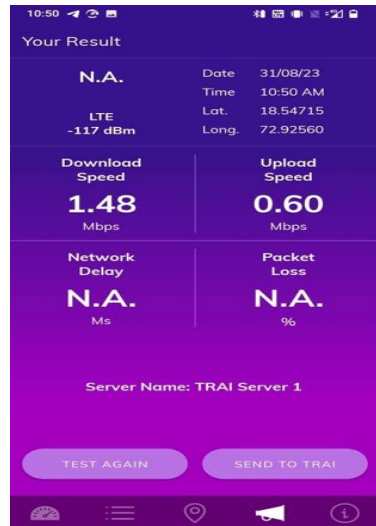 10:50
Your Result
N.A.
LTE
-117 dBm
Date 31/08/23
Time 10:50 AM
Lat. 18.54715
Long. 72.92560
Download
Speed
1.48
Mbps
Upload
Speed
0.60
Mbps
Network
Delay
N.A.
Ms
Packet
Loss
N.A.
%
Server Name: TRAI Server 1
TEST AGAIN
SEND TO TRAI